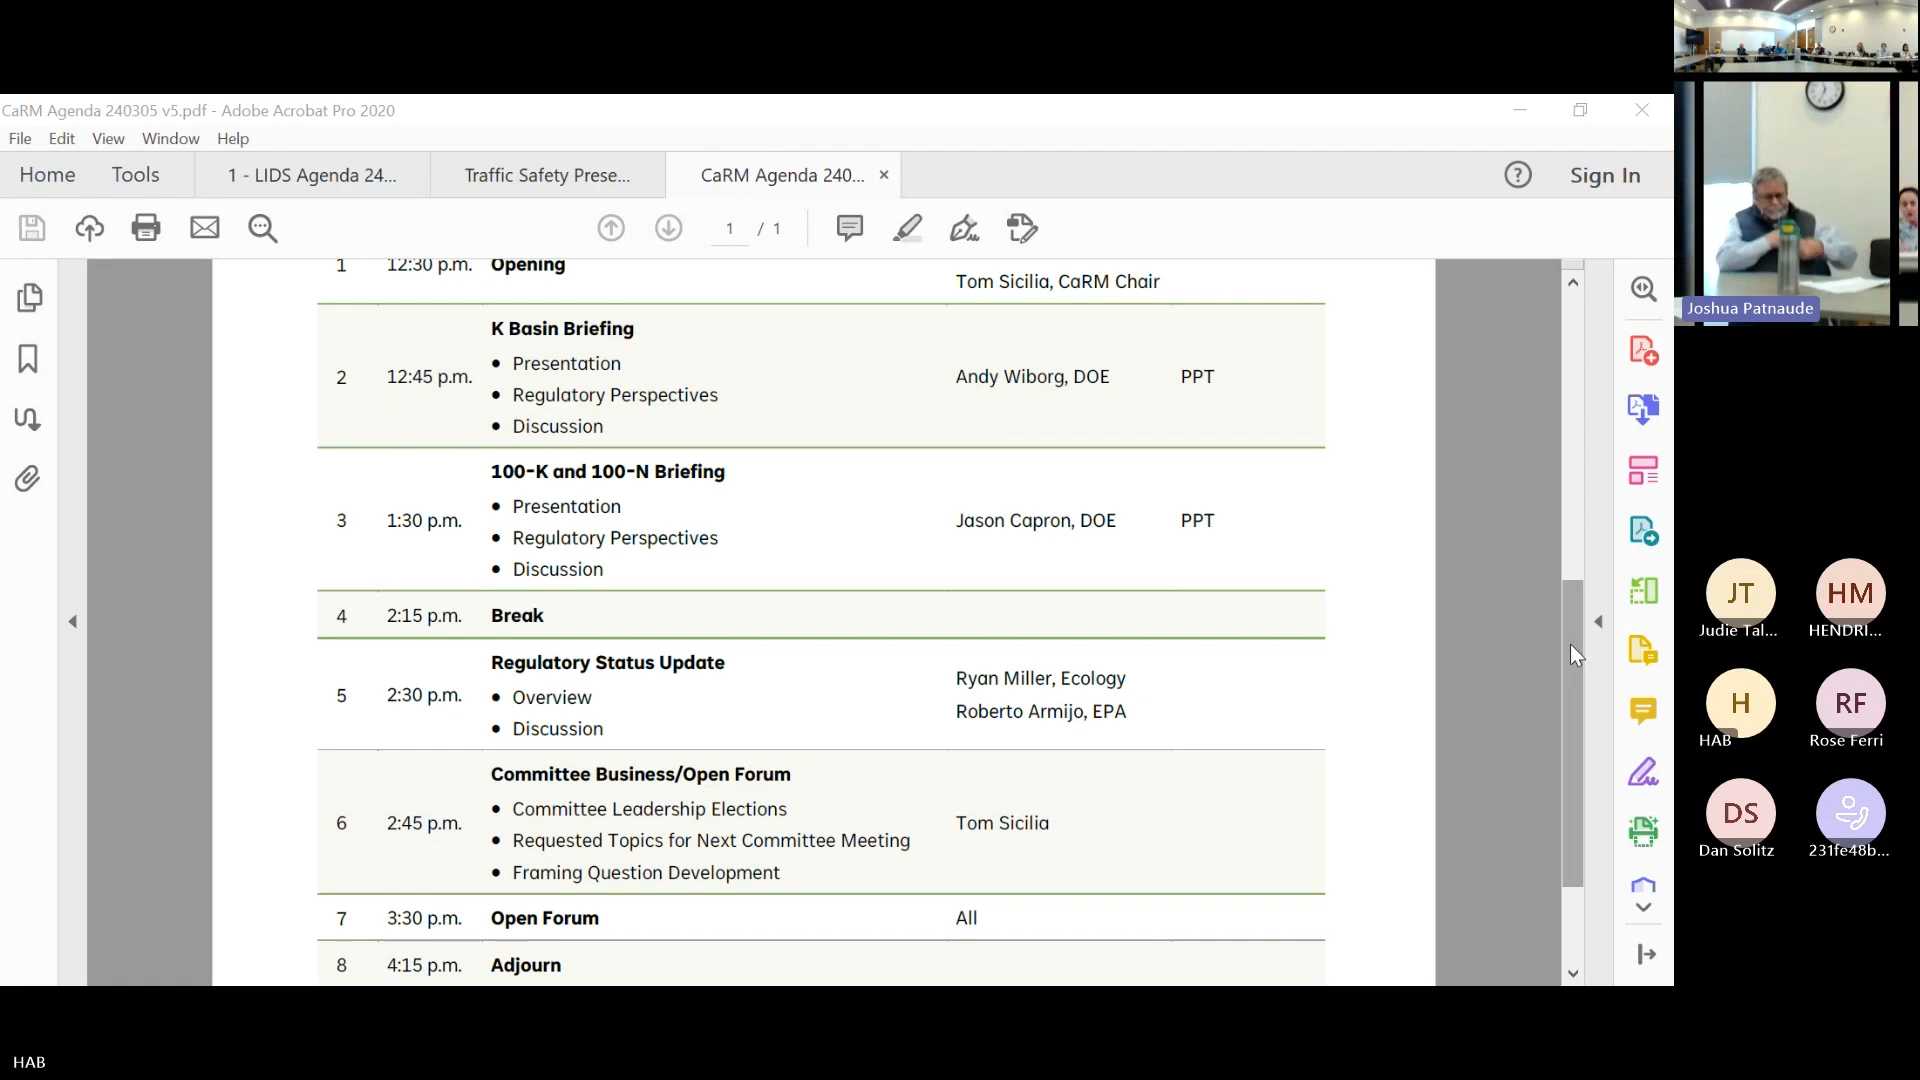 CaRM Agenda 240305 v5.pdf - Adobe Acrobat Pro 2020
File Edit View Window Help
Home Tools 1 - LIDS Agenda 24... Traffic Safety Prese... CaRM Agenda 240... Sign In
1 / 1
1 12:30 p.m. Opening
Tom Sicilia, CaRM Chair
K Basin Briefing
• Presentation
2 12:45 p.m. Andy Wiborg, DOE PPT
• Regulatory Perspectives
• Discussion
100-K and 100-N Briefing
• Presentation
3 1:30 p.m. Jason Capron, DOE PPT
• Regulatory Perspectives
• Discussion
4 2:15 p.m. Break
Regulatory Status Update
Ryan Miller, Ecology
5 2:30 p.m. • Overview
Roberto Armijo, EPA
• Discussion
Committee Business/Open Forum
• Committee Leadership Elections
6 2:45 p.m. Tom Sicilia
• Requested Topics for Next Committee Meeting
• Framing Question Development
7 3:30 p.m. Open Forum All
8 4:15 p.m. Adjourn
Joshua Patnaude
JT HM
Judie Tal... HENDRI...
H RF
HAB Rose Ferri
DS
Dan Solitz 231fe48b...
HAB